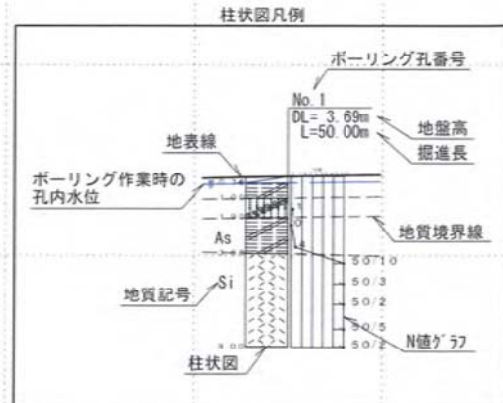 柱状図凡例
ボーリング孔番号
No.1
DL= 3.69m
L=50.00m
地盤高
掘進長
地表線
ボーリング作業時の
孔内水位
地質境界線
As
50/10
Si
50/3
地質記号
50/2
50/5
N値グラフ
50/2
柱状図